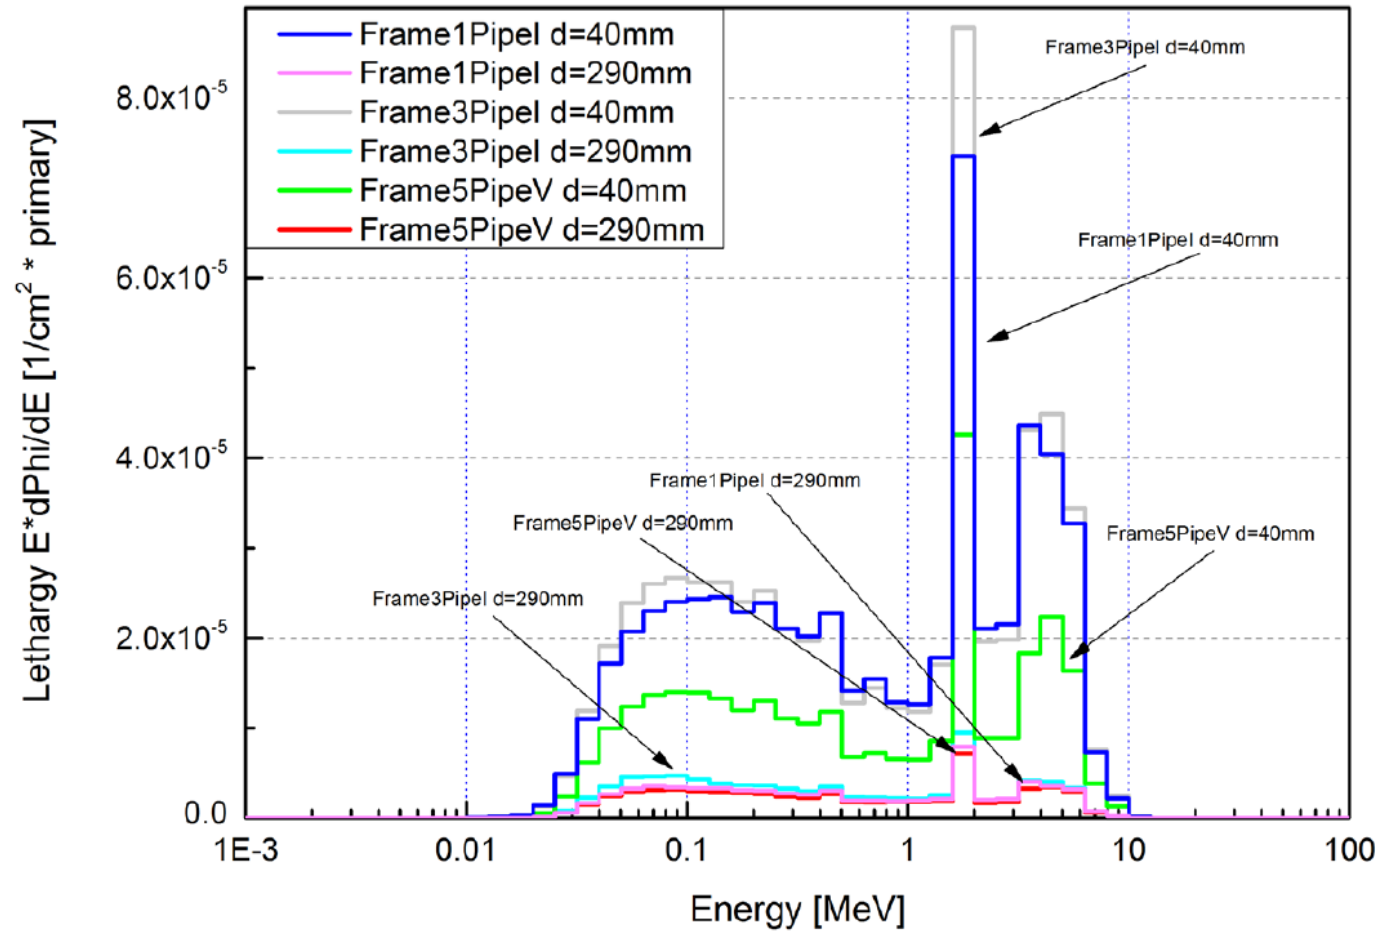 Frame1PipeI d=40mm
Frame1PipeI d=290mm
Frame3PipeI d=40mm
Frame3PipeI d=290mm
Frame5PipeV d=40mm
Frame5PipeV d=290mm
Frame3PipeI d=40mm
Frame1PipeI d=40mm
Frame1PipeI d=290mm
Frame5PipeV d=290mm
Frame5PipeV d=40mm
Frame3PipeI d=290mm
8.0x10⁻⁵
6.0x10⁻⁵
4.0x10⁻⁵
2.0x10⁻⁵
0.0
1E-3 0.01 0.1 1 10 100
Energy [MeV]
Lethargy E*dPhi/dE [1/cm² * primary]